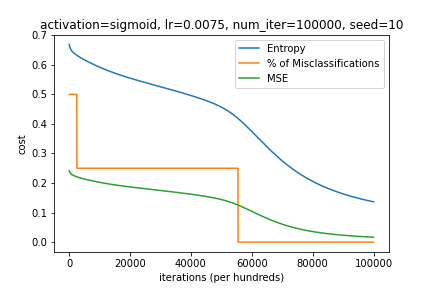 activation=sigmoid, lr=0.0075, num_iter=100000, seed=10
0.7
0.6
0.5
0.4
0.3
0.2
0.1
0.0
cost
Entropy
% of Misclassifications
MSE
0 20000 40000 60000 80000 100000
iterations (per hundreds)